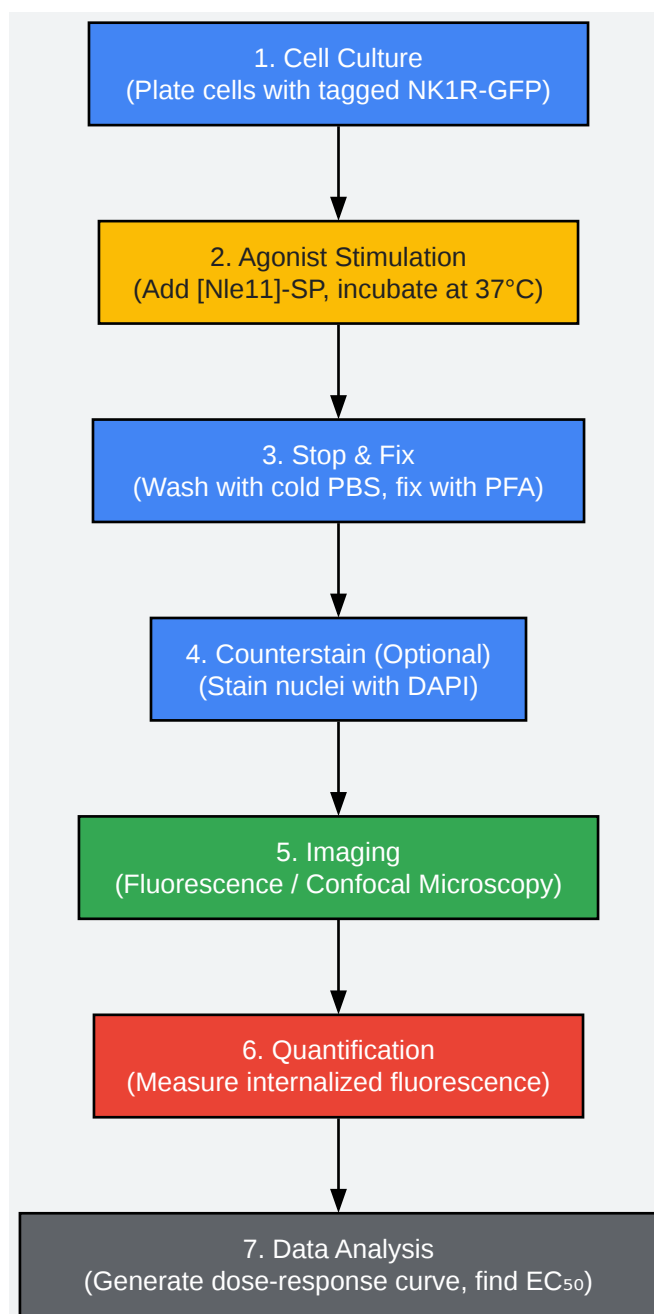 1. Cell Culture
(Plate cells with tagged NK1R-GFP)
2. Agonist Stimulation
(Add [Nle11]-SP, incubate at 37°C)
3. Stop & Fix
(Wash with cold PBS, fix with PFA)
4. Counterstain (Optional)
(Stain nuclei with DAPI)
5. Imaging
(Fluorescence / Confocal Microscopy)
6. Quantification
(Measure internalized fluorescence)
7. Data Analysis
(Generate dose-response curve, find EC₅₀)